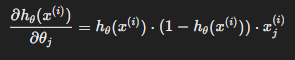 ∂h_θ(x^(i)) / ∂θ_j = h_θ(x^(i)) · (1 − h_θ(x^(i))) · x_j^(i)